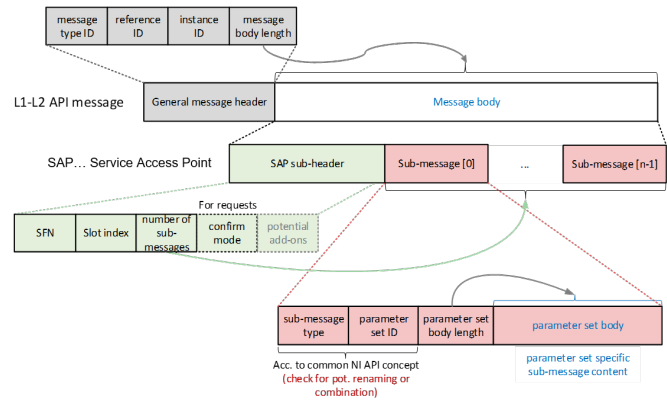 message
type ID
reference
ID
instance
ID
message
body length
L1-L2 API message
General message header
Message body
SAP... Service Access Point
SAP sub-header
Sub-message [0]
...
Sub-message [n-1]
For requests
SFN
Slot index
number of
sub-
messages
confirm
mode
potential
add-ons
sub-message
type
parameter
set ID
parameter set
body length
parameter set body
Acc. to common NI API concept
(check for pot. renaming or
combination)
parameter set specific
sub-message content